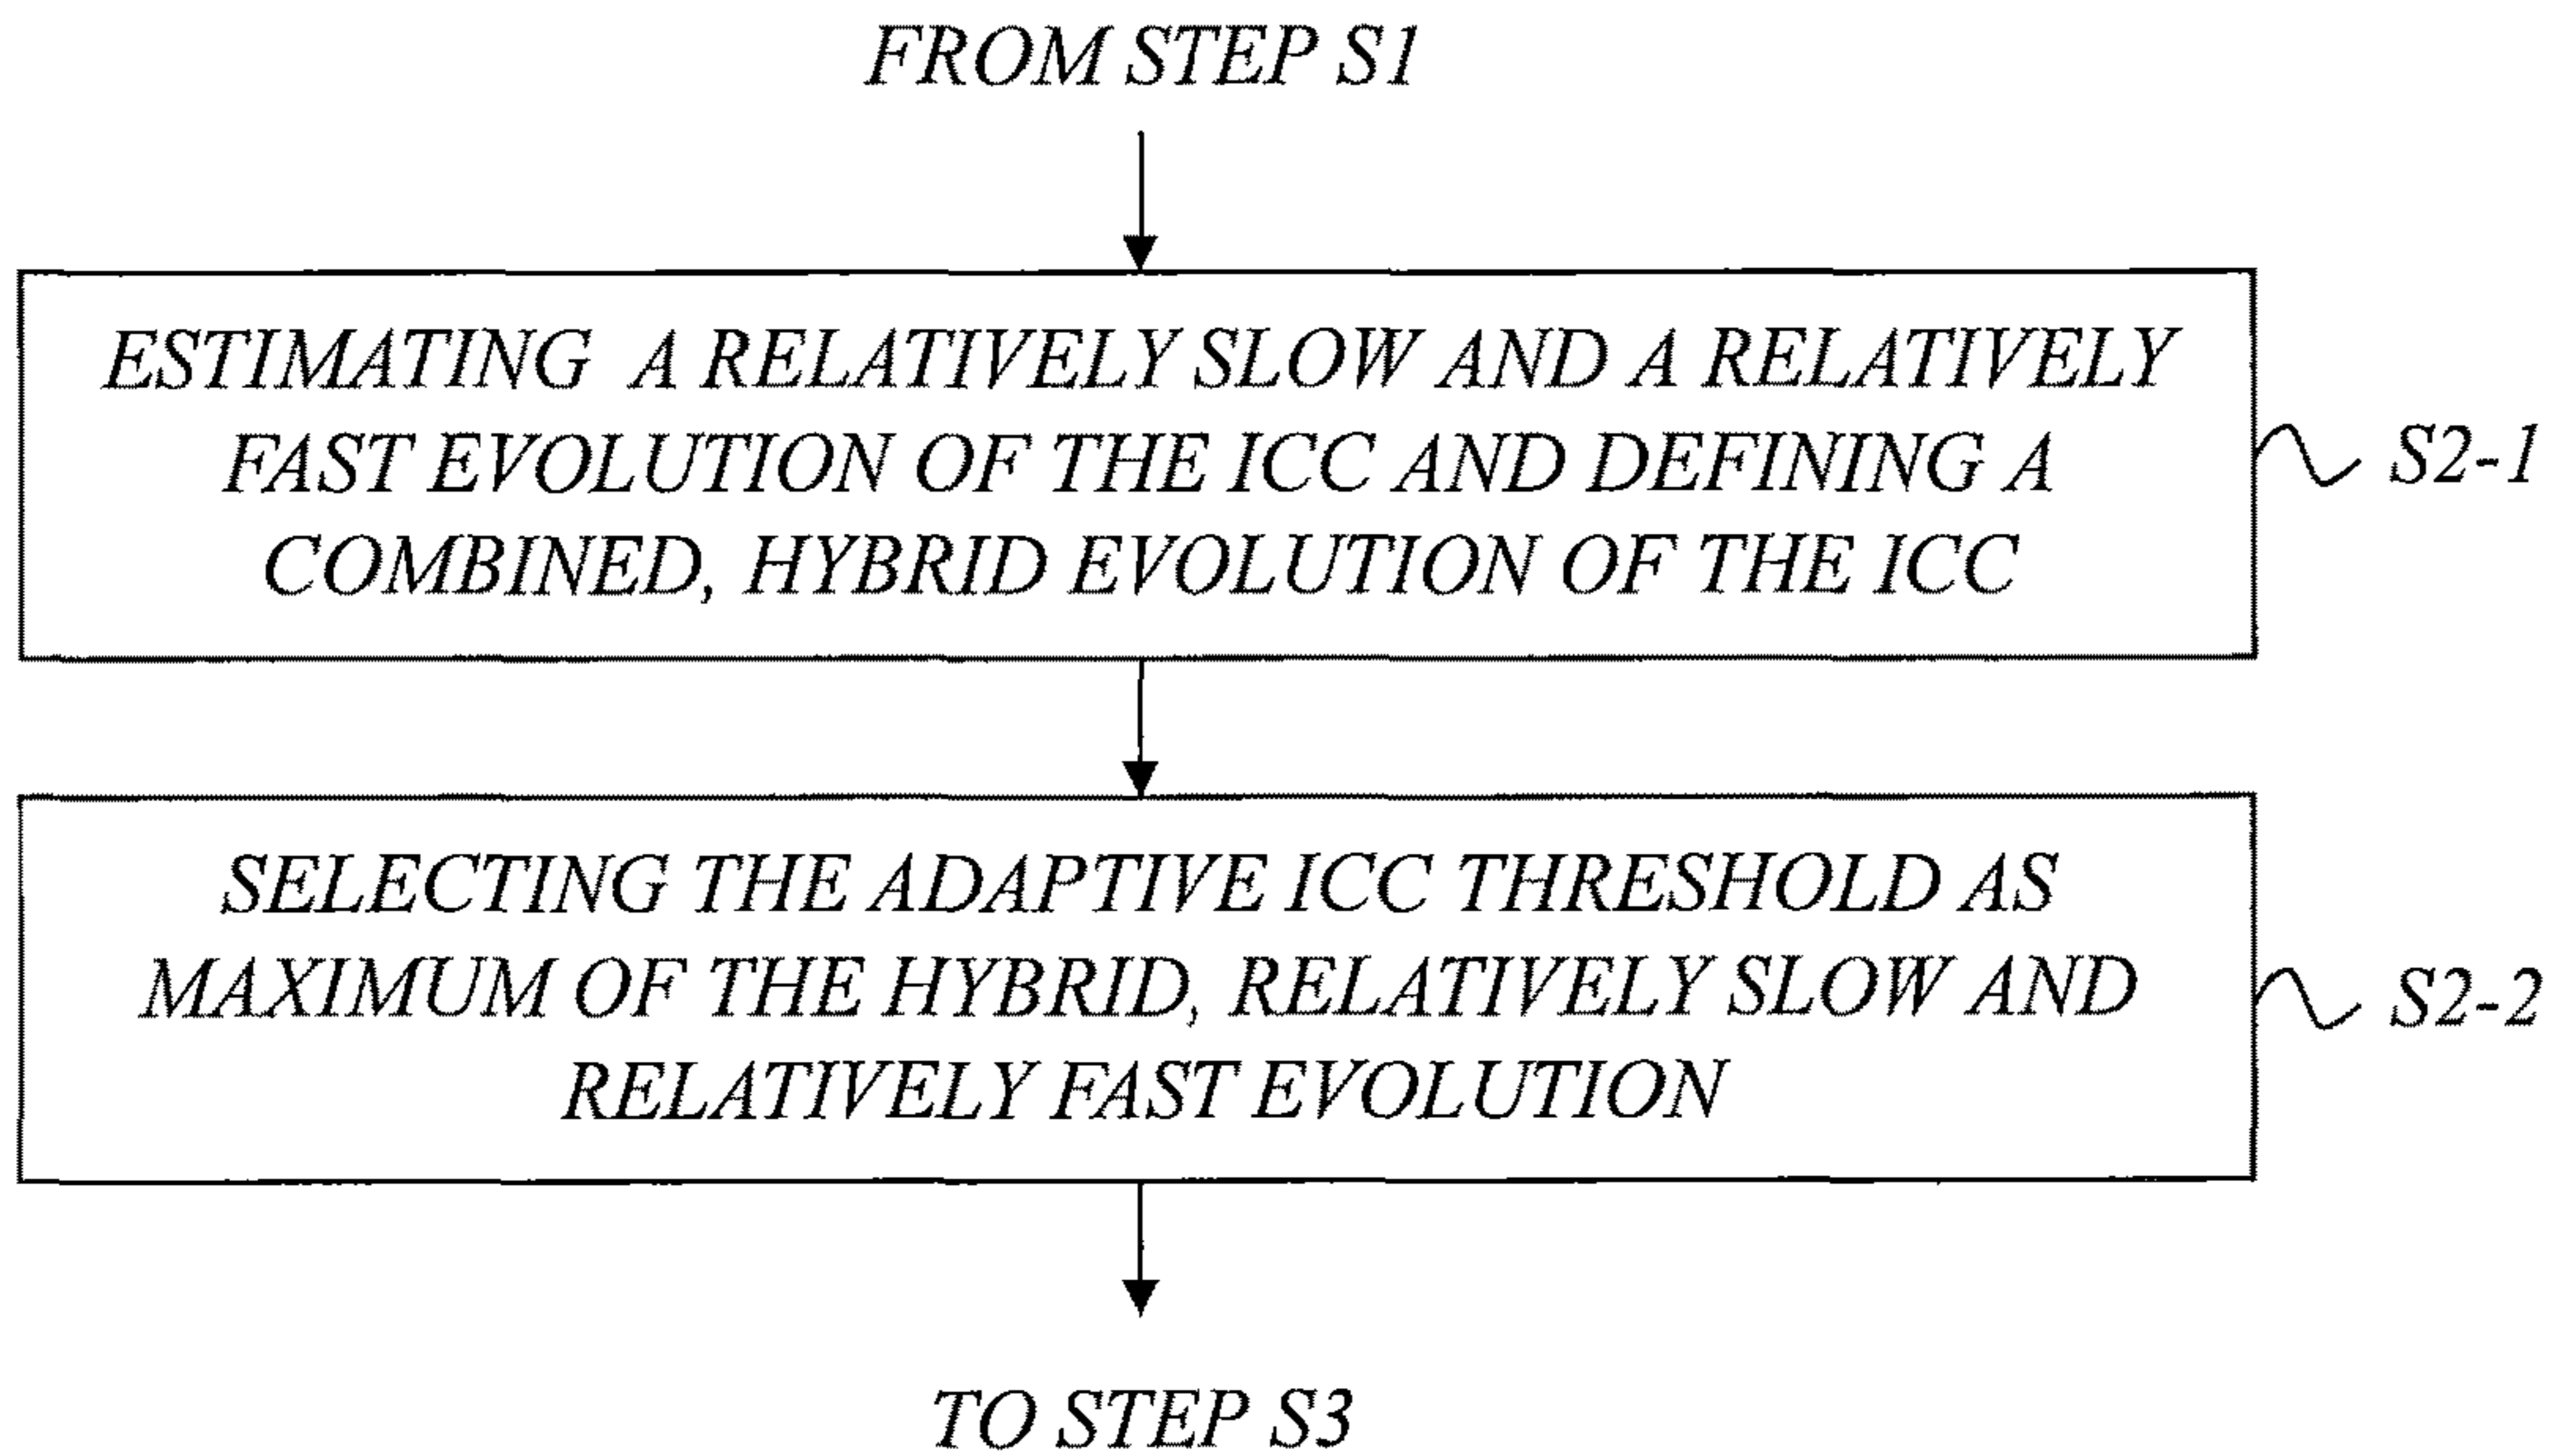 FROM STEP S1
ESTIMATING A RELATIVELY SLOW AND A RELATIVELY
FAST EVOLUTION OF THE ICC AND DEFINING A
COMBINED, HYBRID EVOLUTION OF THE ICC
S2-1
SELECTING THE ADAPTIVE ICC THRESHOLD AS
MAXIMUM OF THE HYBRID, RELATIVELY SLOW AND
RELATIVELY FAST EVOLUTION
S2-2
TO STEP S3